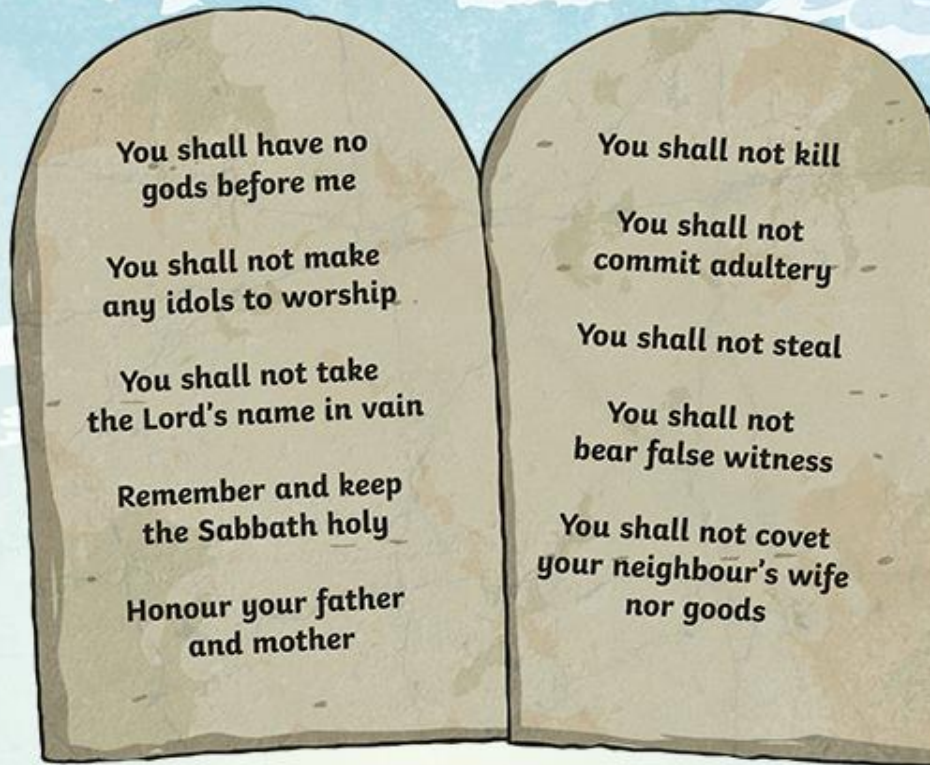 You shall have no
gods before me
You shall not make
any idols to worship
You shall not take
the Lord's name in vain
Remember and keep
the Sabbath holy
Honour your father
and mother
You shall not kill
You shall not
commit adultery
You shall not steal
You shall not
bear false witness
You shall not covet
your neighbour's wife
nor goods